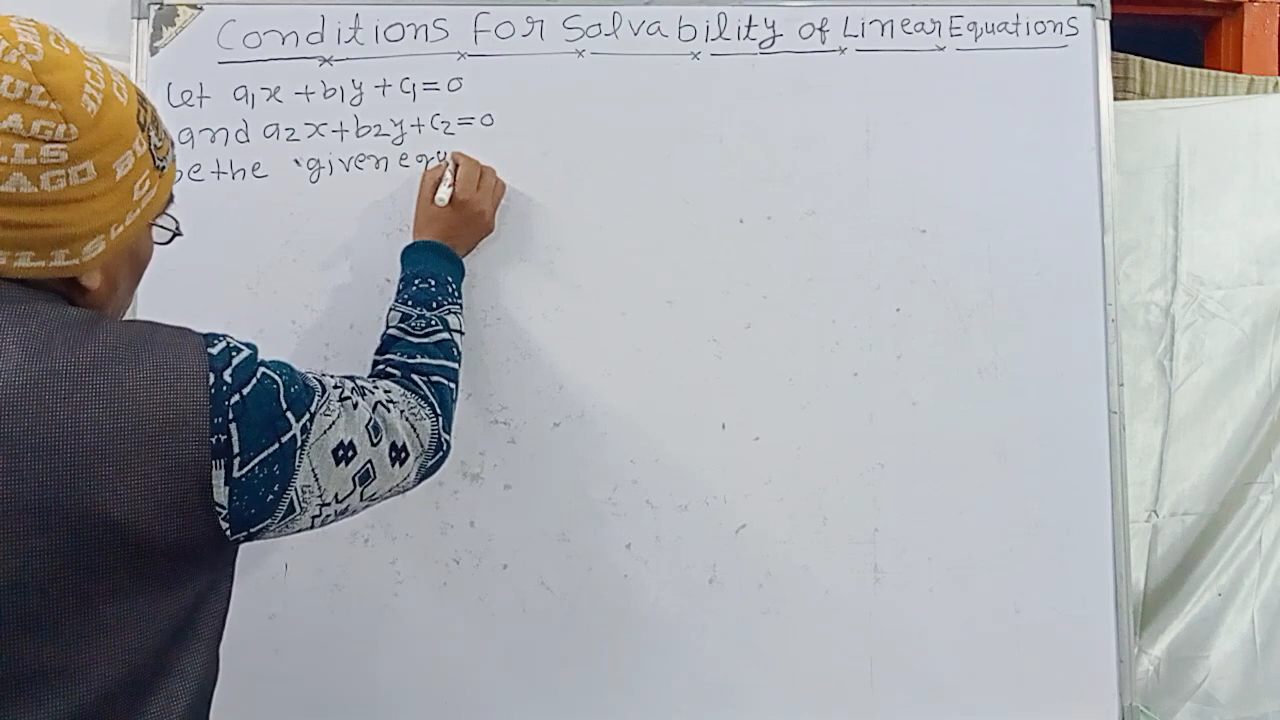 Conditions For Solvability of Linear Equations
Let a₁x + b₁y + c₁ = 0
and a₂x + b₂y + c₂ = 0
be the given equ